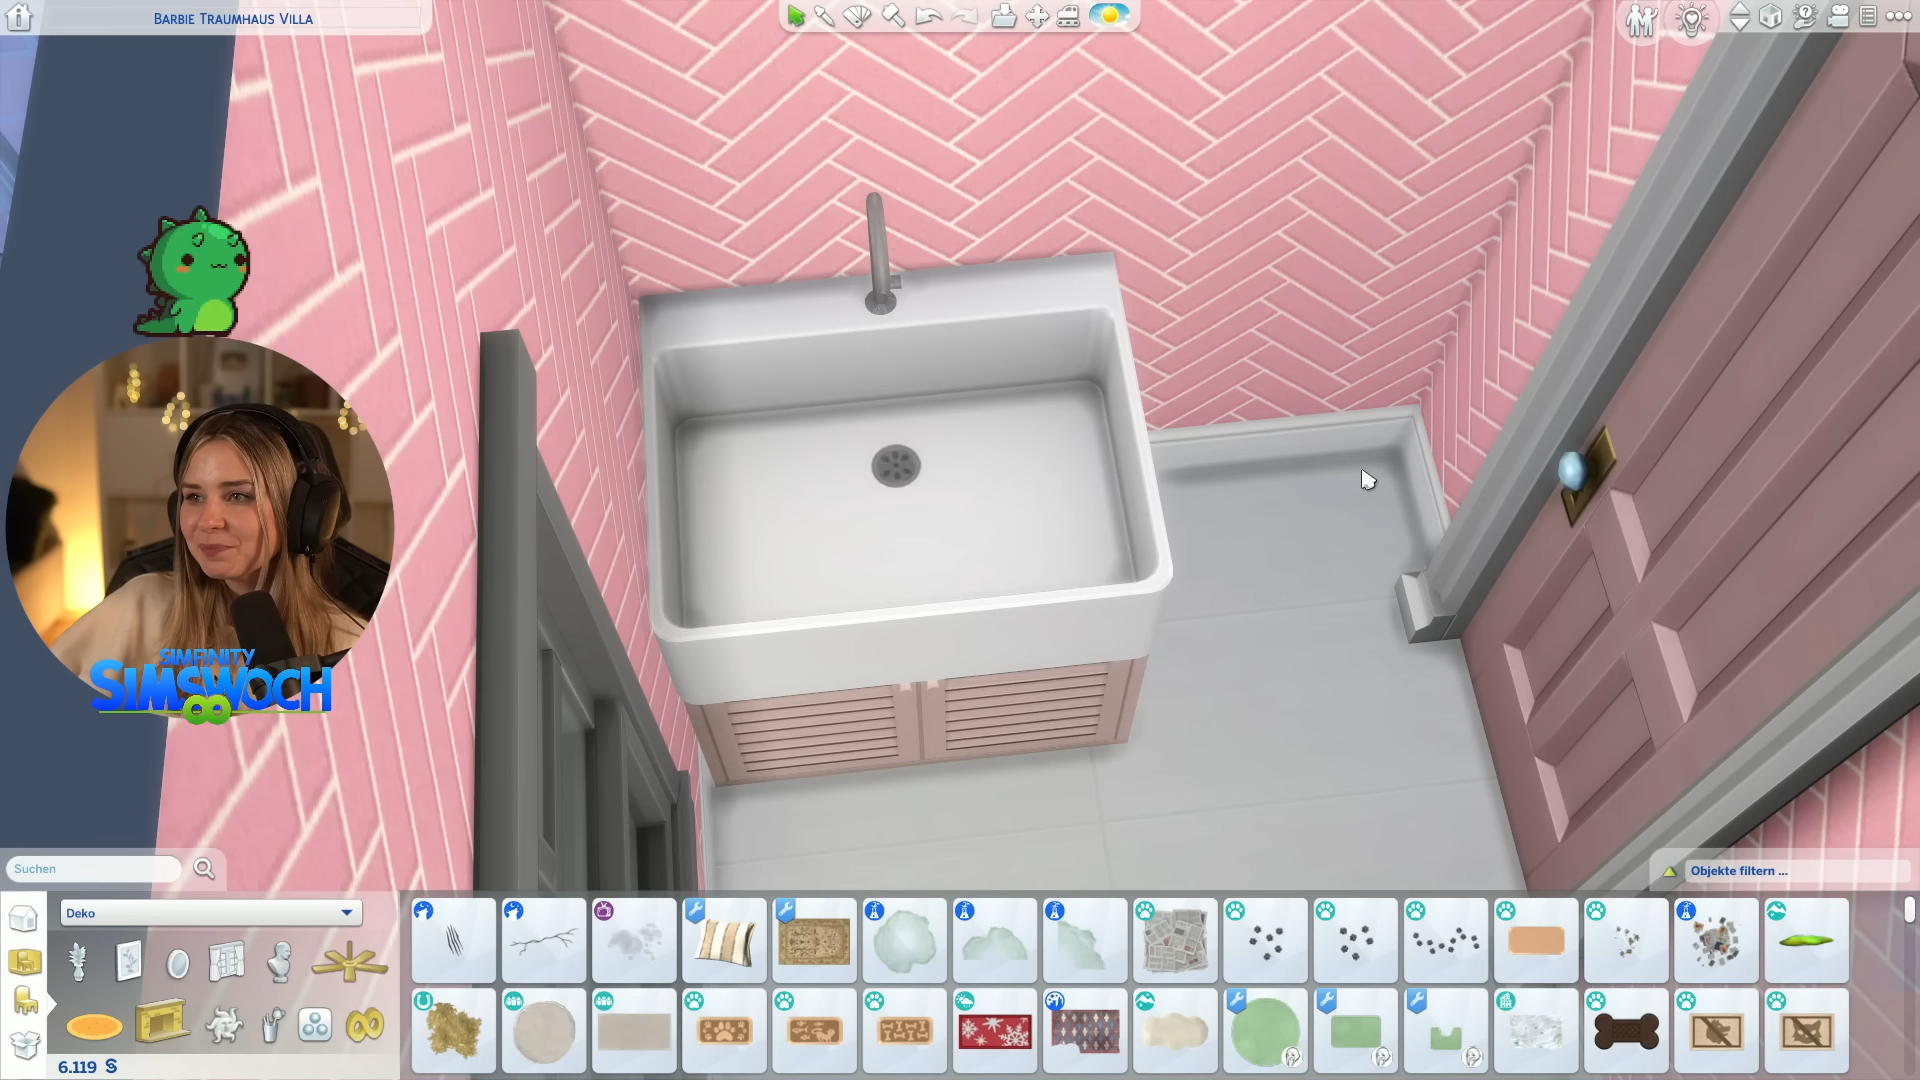 Barbie Traumhaus Villa
SIMFINITY
SIMSWOCH
Suchen
Objekte filtern ...
Deko
6.119 S